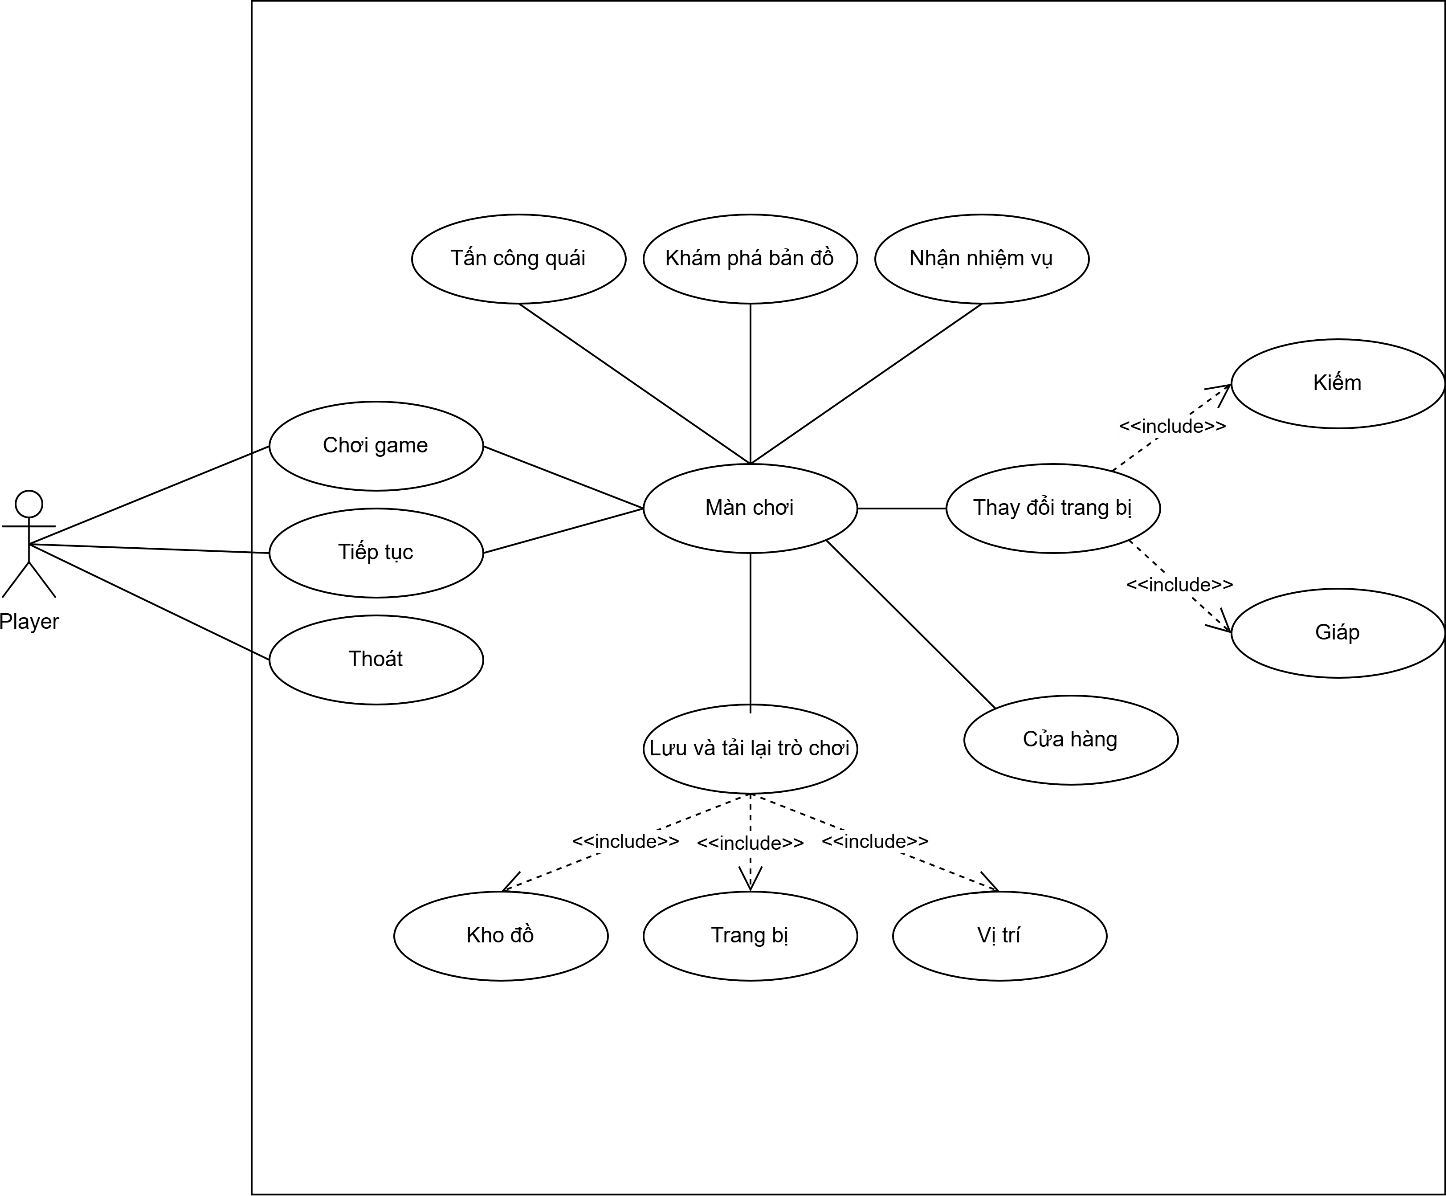 Tấn công quái
Khám phá bản đồ
Nhận nhiệm vụ
Kiếm
<<include>>
Chơi game
Màn chơi
Thay đổi trang bị
Tiếp tục
<<include>>
Player
Giáp
Thoát
Lưu và tải lại trò chơi
Cửa hàng
<<include>>
<<include>>
<<include>>
Kho đồ
Trang bị
Vị trí